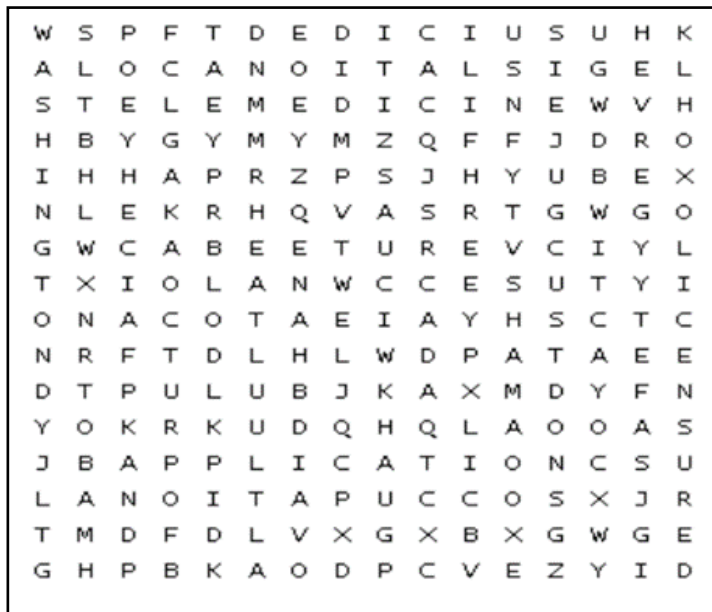 W S P F T D E D I C I U S U H K
A L O C A N O I T A L S I G E L
S T E L E M E D I C I N E W V H
H B Y G Y M Y M Z Q F F J D R O
I H H A P R Z P S J H Y U B E X
N L E K R H Q V A S R T G W G O
G W C A B E E T U R E V C I Y L
T X I O L A N W C C E S U T Y I
O N A C O T A E I A Y H S C T C
N R F T D L H L W D P A T A E E
D T P U L U B J K A X M D Y F N
Y O K R K U D Q H Q L A O O A S
J B A P P L I C A T I O N C S U
L A N O I T A P U C C O S X J R
T M D F D L V X G X B X G W G E
G H P B K A O D P C V E Z Y I D